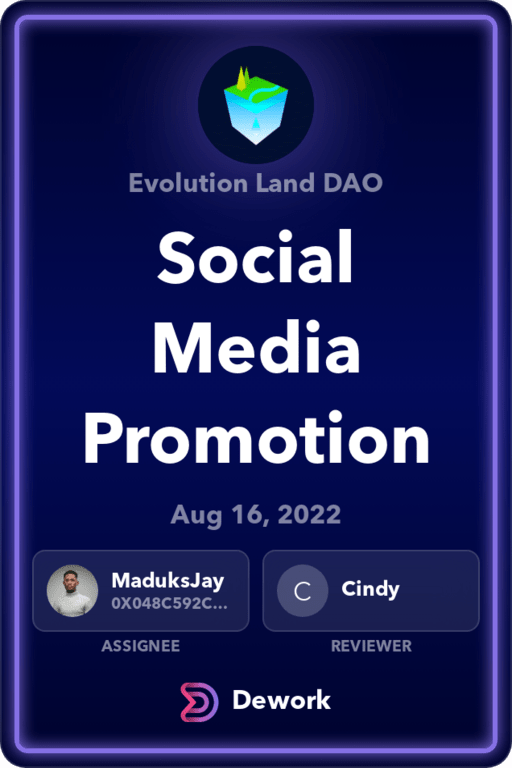 Evolution Land DAO
Social
Media
Promotion
Aug 16, 2022
MaduksJay
0X048C592C...
C
Cindy
ASSIGNEE
REVIEWER
Dework